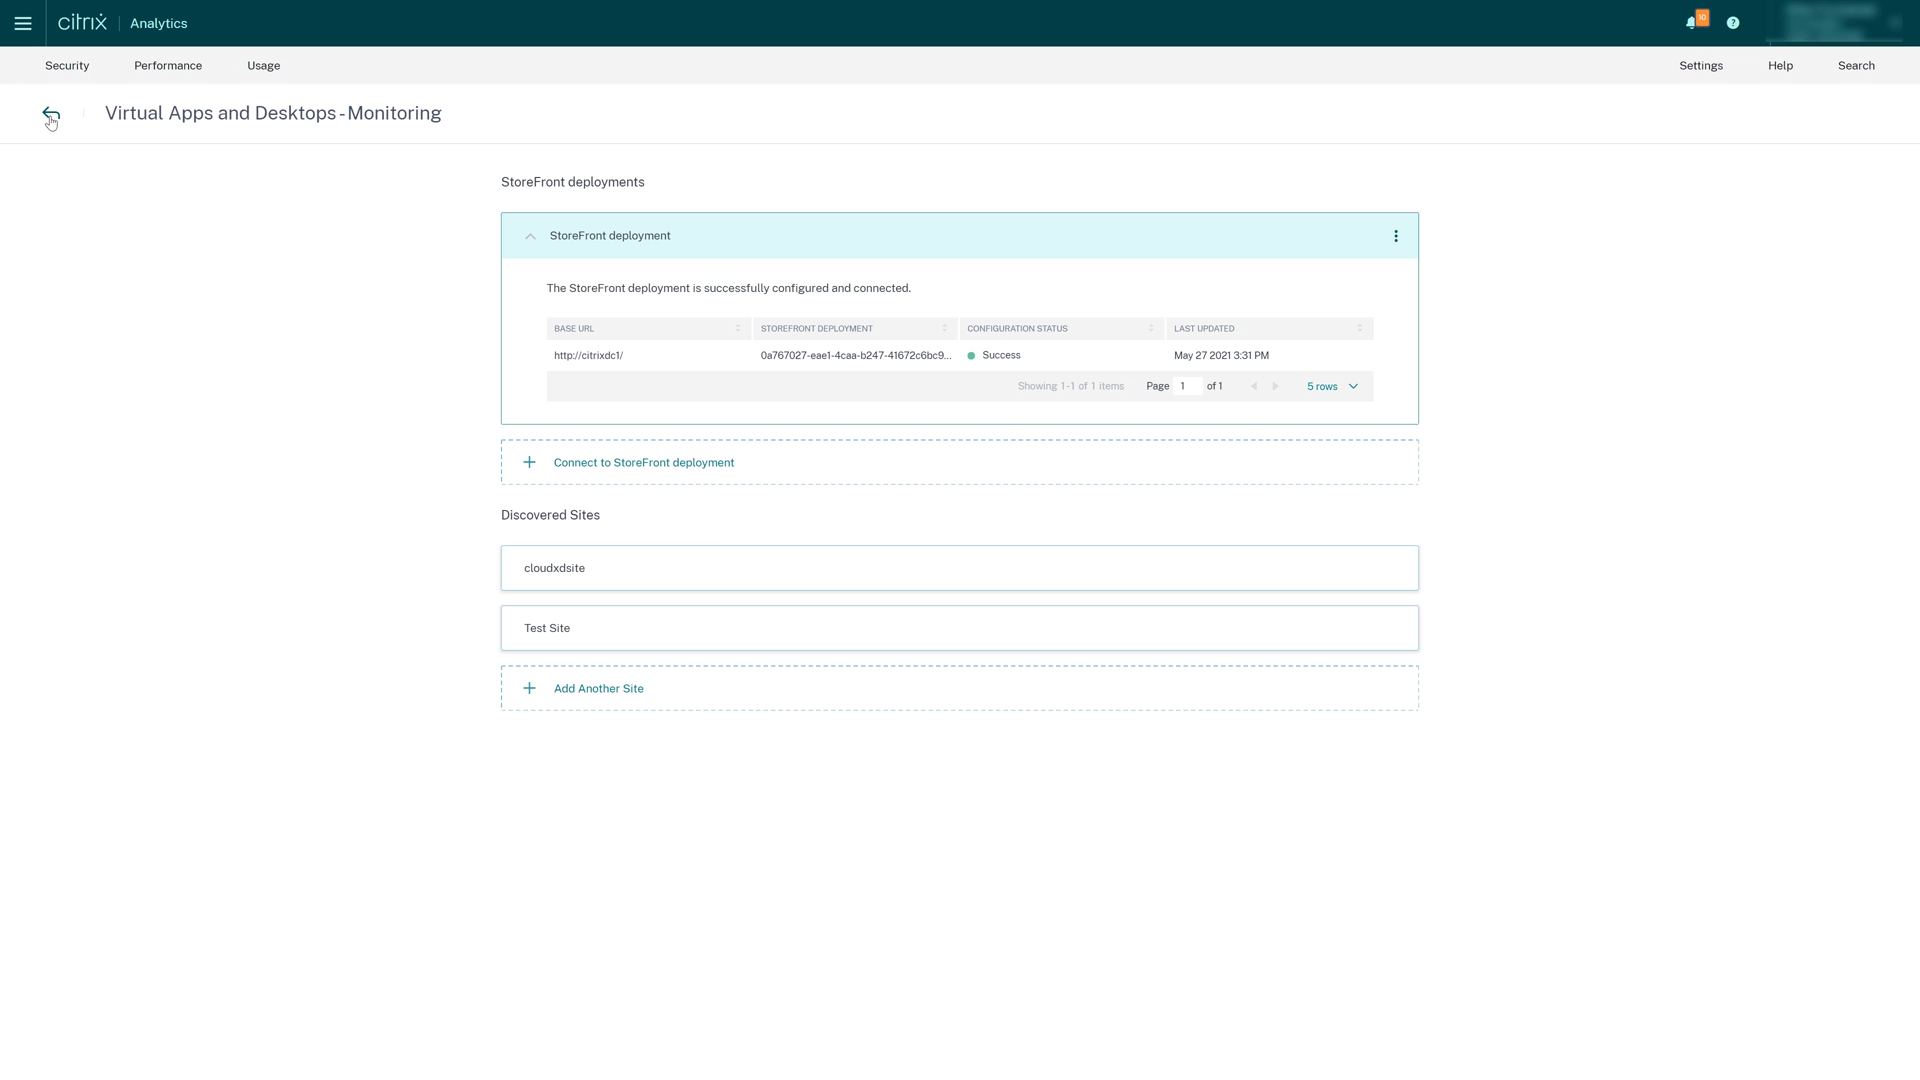 citrix Analytics
10
?
Security Performance Usage Settings Help Search
Virtual Apps and Desktops - Monitoring
StoreFront deployments
StoreFront deployment
The StoreFront deployment is successfully configured and connected.
BASE URL STOREFRONT DEPLOYMENT CONFIGURATION STATUS LAST UPDATED
http://citrixdc1/ 0a767027-eae1-4caa-b247-41672c6bc9... Success May 27 2021 3:31 PM
Showing 1-1 of 1 items Page 1 of 1 5 rows
Connect to StoreFront deployment
Discovered Sites
cloudxdsite
Test Site
Add Another Site